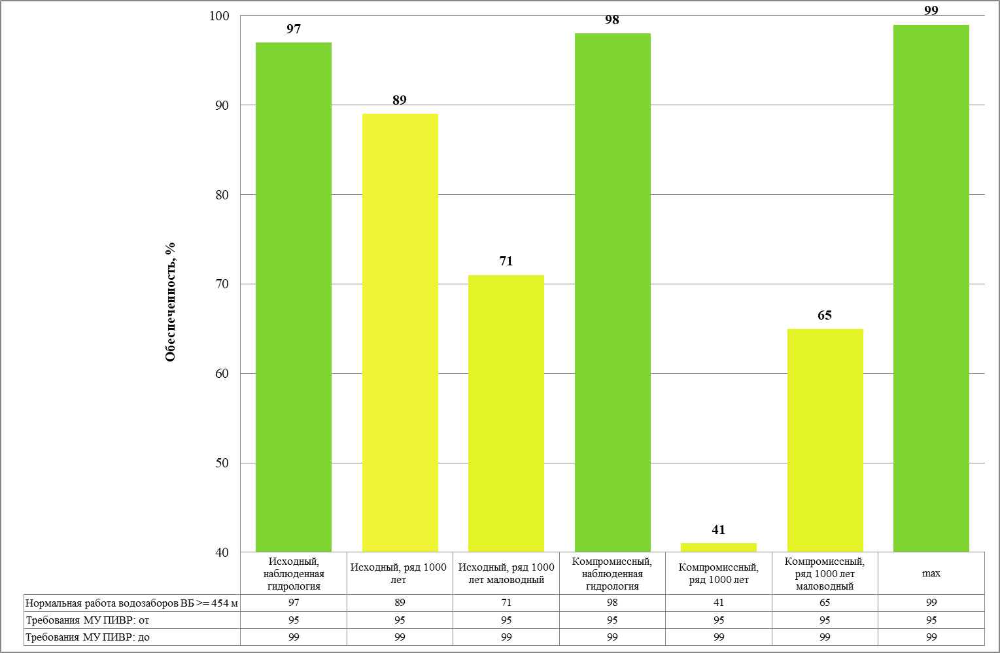 100
90
80
70
60
50
40
Обеспеченность, %
97
89
71
98
41
65
99
Исходный,
наблюденная
гидрология
Исходный, ряд 1000
лет
Исходный, ряд 1000
лет маловодный
Компромиссный,
наблюденная
гидрология
Компромиссный,
ряд 1000 лет
Компромиссный,
ряд 1000 лет
маловодный
max
Нормальная работа водозаборов ВБ >= 454 м 97 89 71 98 41 65 99
Требования МУ ПИВР: от 95 95 95 95 95 95 95
Требования МУ ПИВР: до 99 99 99 99 99 99 99